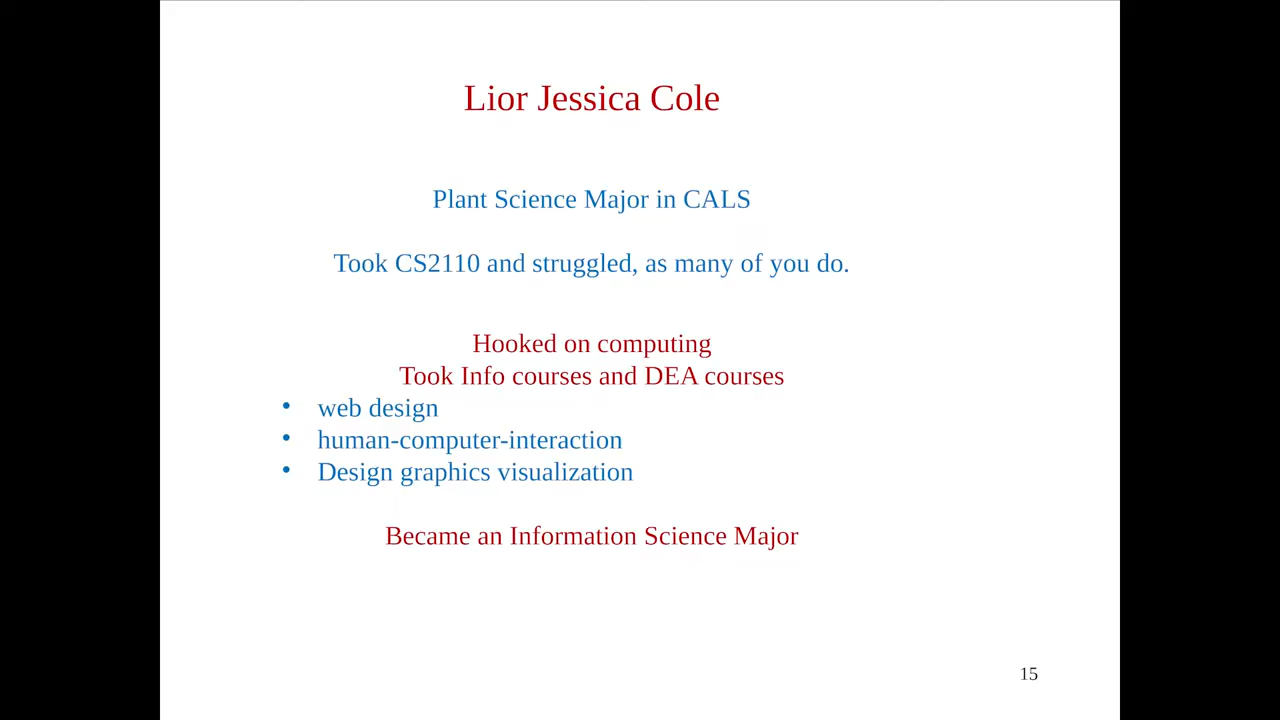 Lior Jessica Cole
Plant Science Major in CALS
Took CS2110 and struggled, as many of you do.
Hooked on computing
Took Info courses and DEA courses
• web design
• human-computer-interaction
• Design graphics visualization
Became an Information Science Major
15